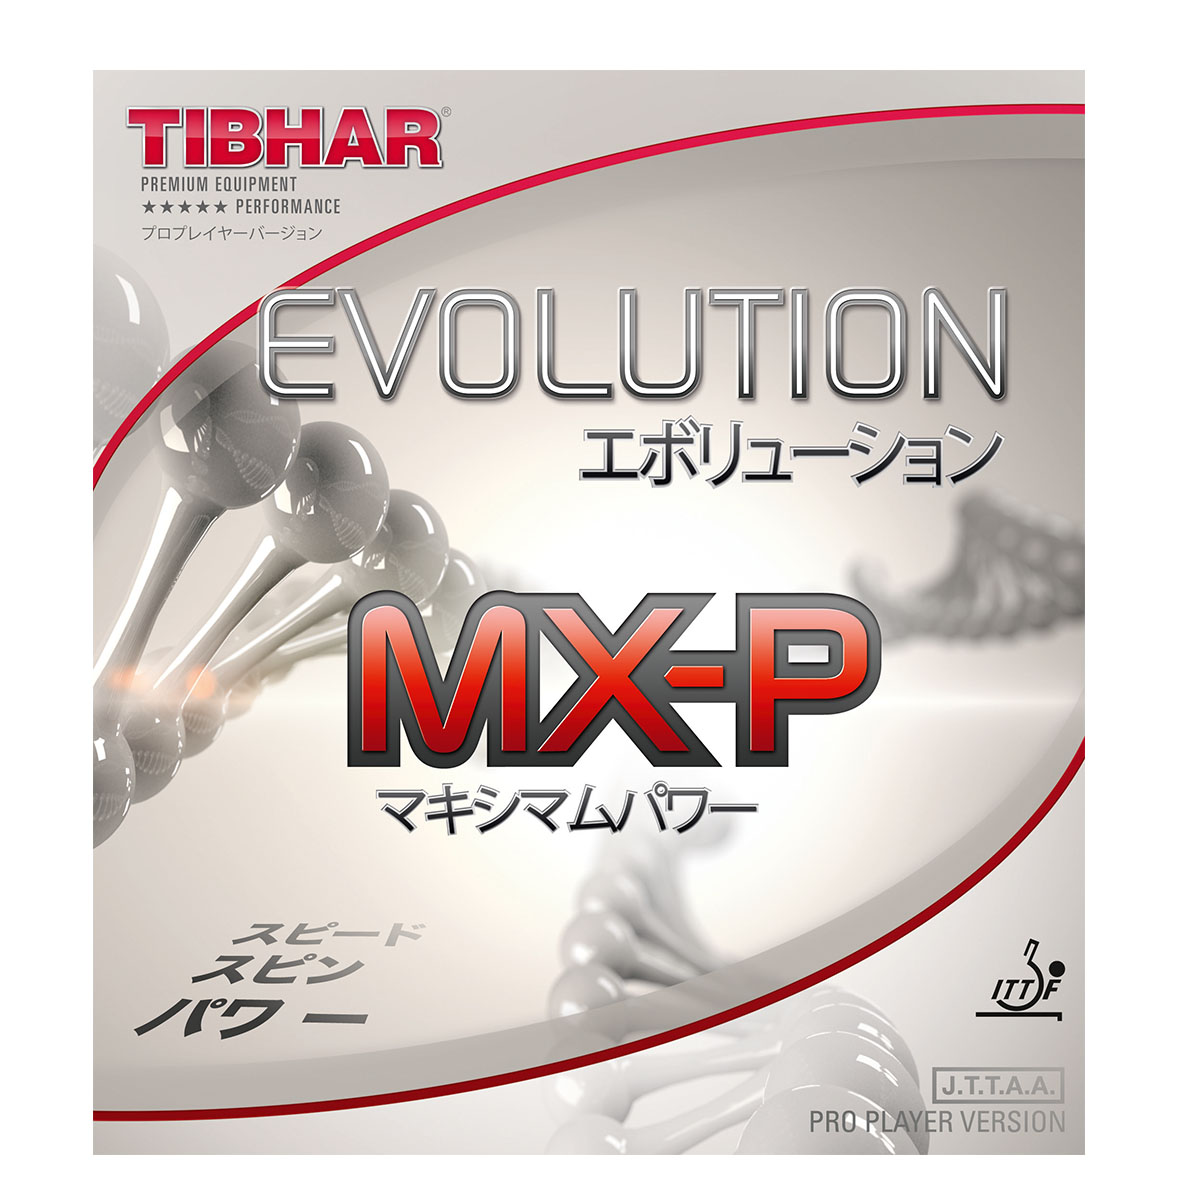 TIBHAR®
PREMIUM EQUIPMENT
★★★★★ PERFORMANCE
プロプレイヤーバージョン
EVOLUTION
エボリューション
MX-P
マキシマムパワー
スピード
スピン
パワー
ITTF
J.T.T.A.A.
PRO PLAYER VERSION